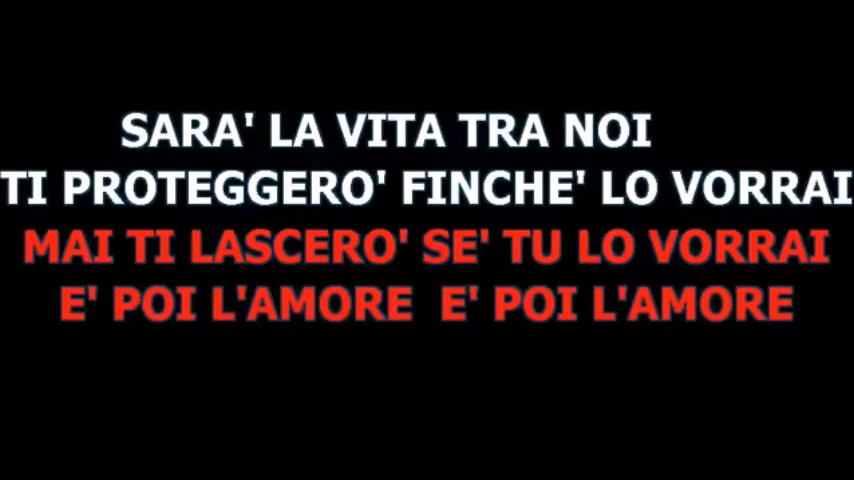 SARA' LA VITA TRA NOI
TI PROTEGGERO' FINCHE' LO VORRAI
MAI TI LASCERO' SE' TU LO VORRAI
E' POI L'AMORE E' POI L'AMORE